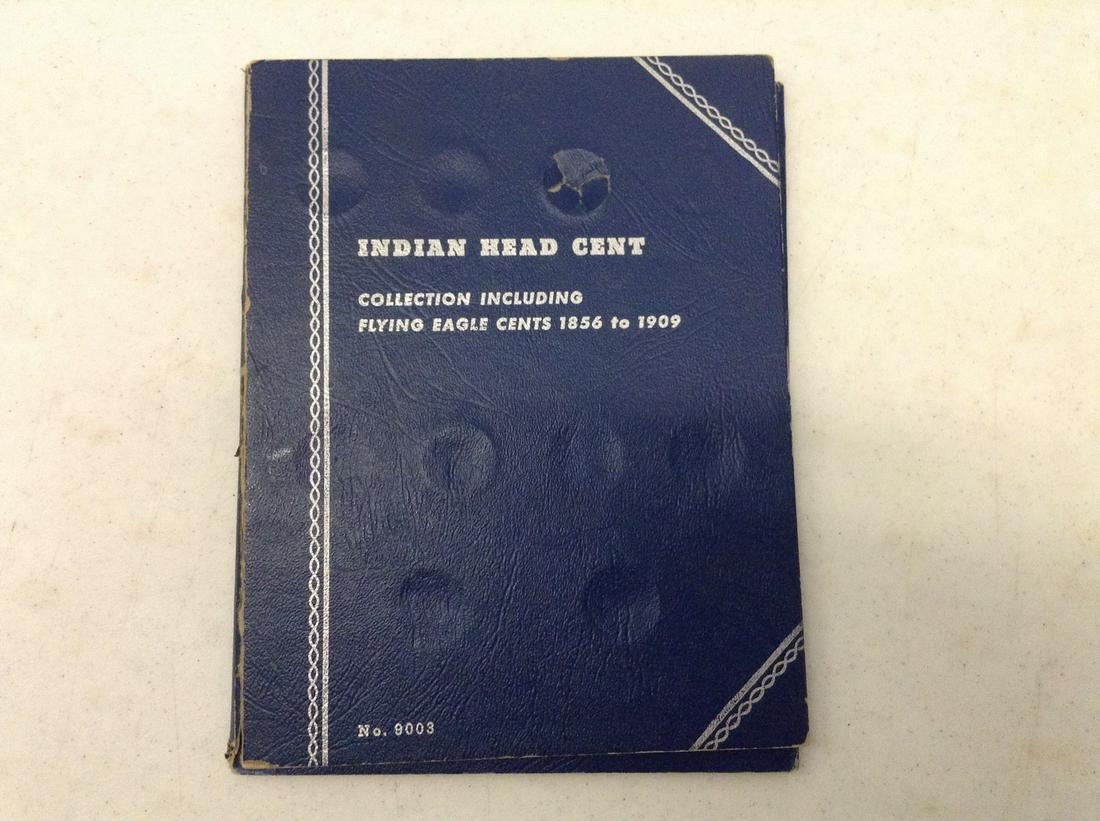 INDIAN HEAD CENT
COLLECTION INCLUDING
FLYING EAGLE CENTS 1856 to 1909
No. 9003